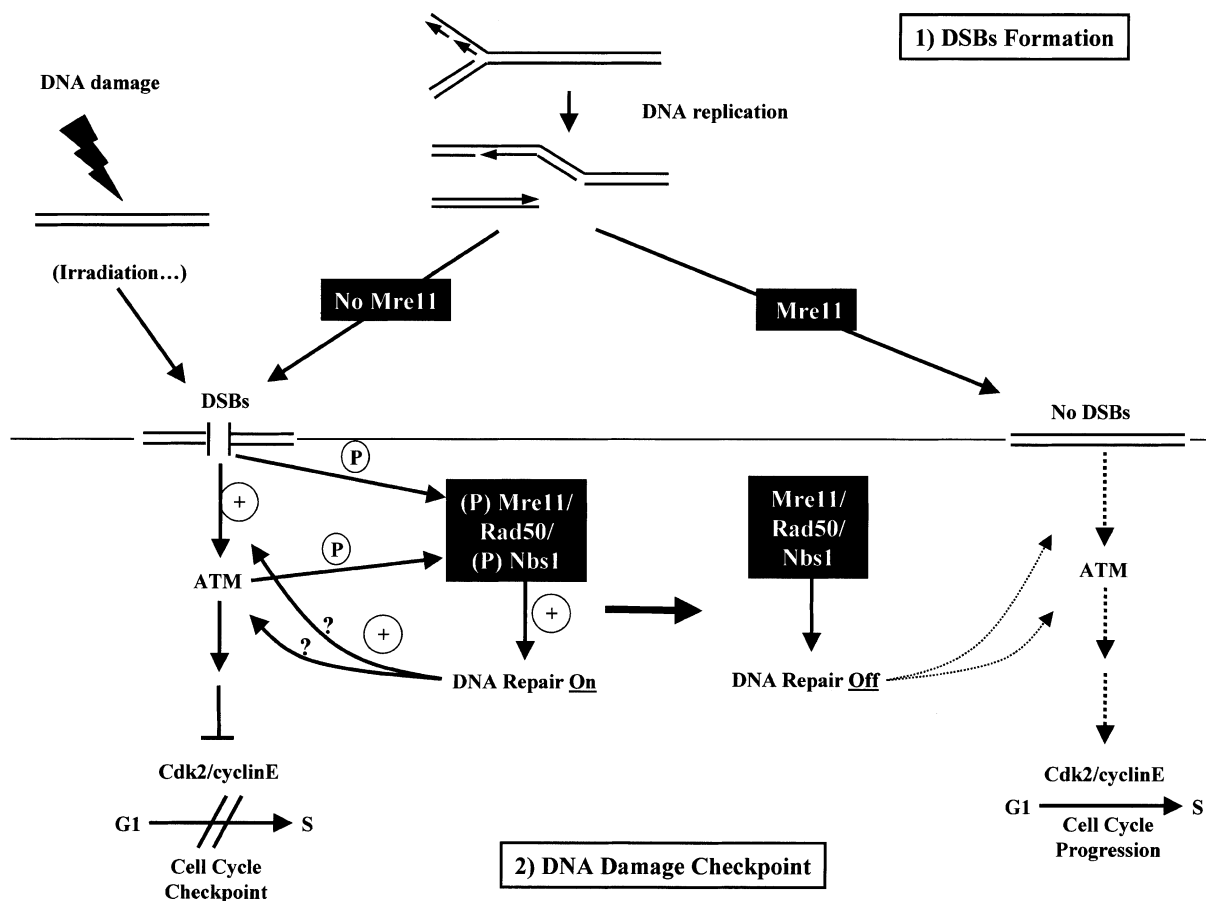 1) DSBs Formation
DNA damage
DNA replication
(Irradiation...)
No Mre11
Mre11
DSBs
No DSBs
P
+
(P) Mre11/
Rad50/
(P) Nbs1
Mre11/
Rad50/
Nbs1
P
ATM
ATM
+
?
+
?
DNA Repair On
DNA Repair Off
Cdk2/cyclinE
Cdk2/cyclinE
G1
S
G1
S
Cell Cycle
Checkpoint
Cell Cycle
Progression
2) DNA Damage Checkpoint